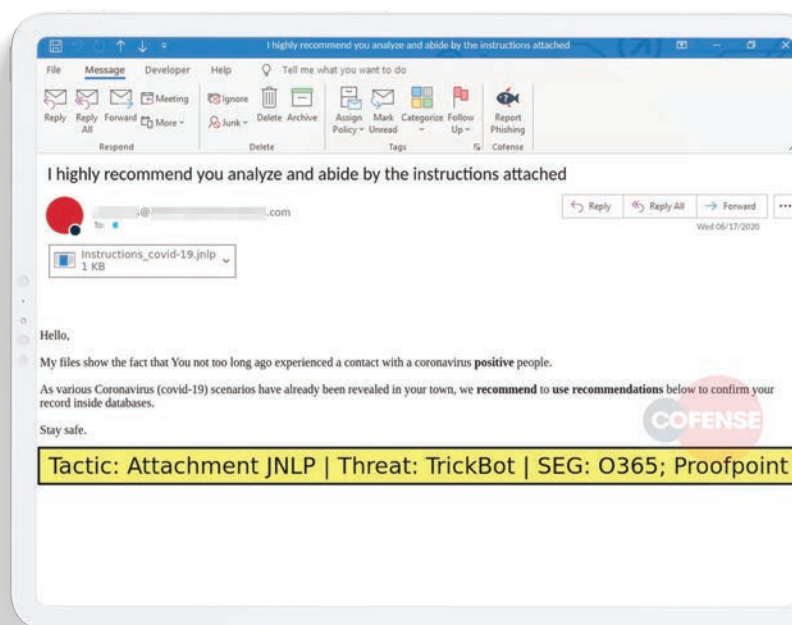 I highly recommend you analyze and abide by the instructions attached
File Message Developer Help Tell me what you want to do
Reply
Reply All
Forward
Meeting
More
Respond
Ignore
Junk
Delete
Archive
Delete
Assign Policy
Mark Unread
Categorize
Follow Up
Tags
Report Phishing
Cofense
I highly recommend you analyze and abide by the instructions attached
@ .com
To:
Reply Reply All Forward
Wed 06/17/2020
Instructions_covid-19.jnlp
1 KB
Hello,
My files show the fact that You not too long ago experienced a contact with a coronavirus positive people.
As various Coronavirus (covid-19) scenarios have already been revealed in your town, we recommend to use recommendations below to confirm your
record inside databases.
Stay safe.
COFENSE
Tactic: Attachment JNLP | Threat: TrickBot | SEG: O365; Proofpoint